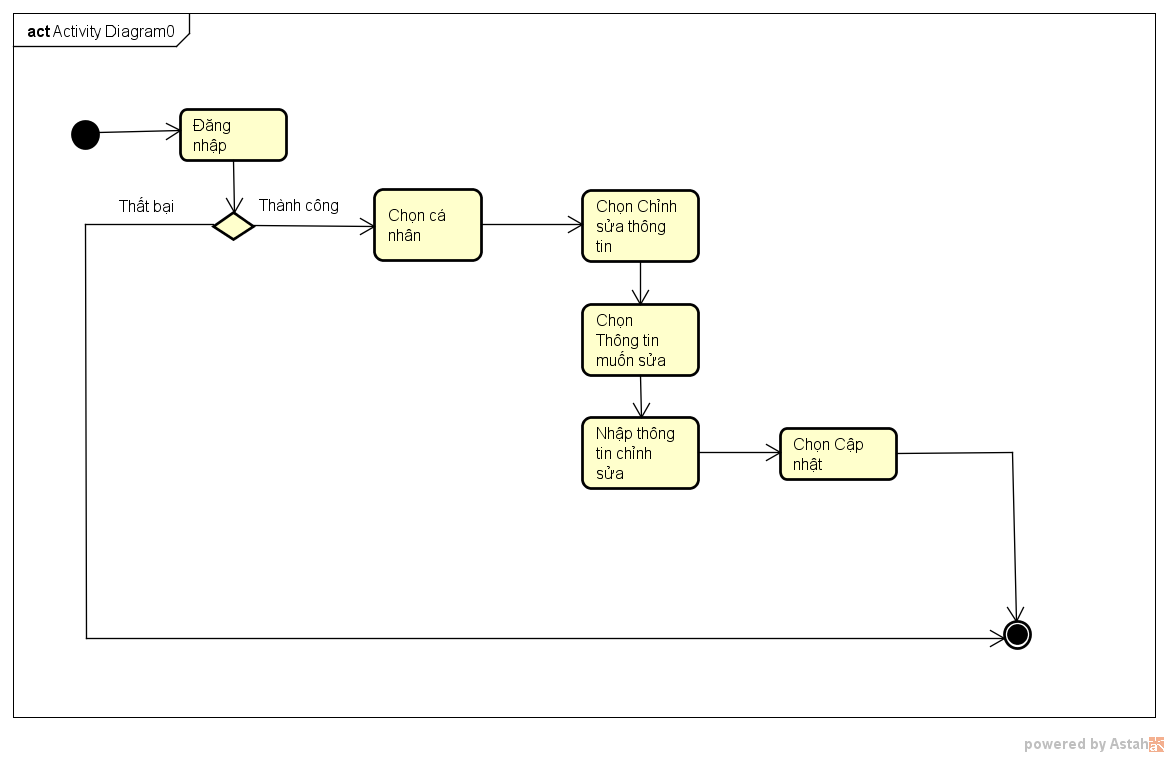 act Activity Diagram0
Đăng
nhập
Thất bại
Thành công
Chọn cá
nhân
Chọn Chỉnh
sửa thông
tin
Chọn
Thông tin
muốn sửa
Nhập thông
tin chỉnh
sửa
Chọn Cập
nhật
powered by Astah